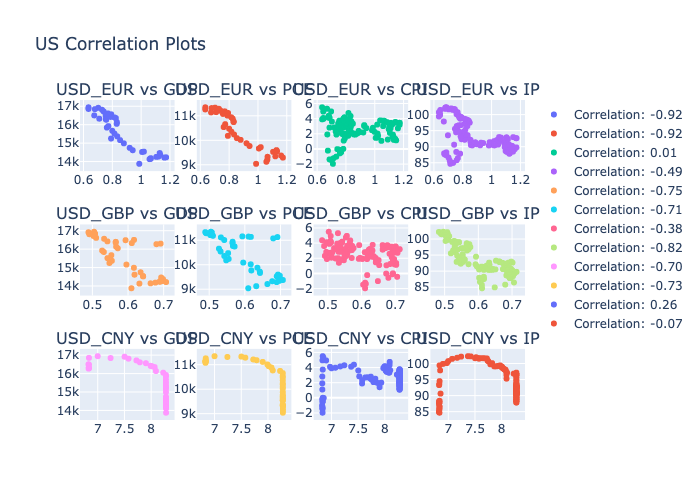 US Correlation Plots
USD_EUR vs GDP
USD_EUR vs PCE
USD_EUR vs CPI
USD_EUR vs IP
17k
16k
15k
14k
0.6 0.8 1 1.2
11k
10k
9k
0.6 0.8 1 1.2
6
4
2
0
−2
0.6 0.8 1 1.2
100
95
90
85
0.6 0.8 1 1.2
USD_GBP vs GDP
USD_GBP vs PCE
USD_GBP vs CPI
USD_GBP vs IP
17k
16k
15k
14k
0.5 0.6 0.7
11k
10k
9k
0.5 0.6 0.7
6
4
2
0
−2
0.5 0.6 0.7
100
95
90
85
0.5 0.6 0.7
USD_CNY vs GDP
USD_CNY vs PCE
USD_CNY vs CPI
USD_CNY vs IP
17k
16k
15k
14k
7 7.5 8
11k
10k
9k
7 7.5 8
6
4
2
0
−2
7 7.5 8
100
95
90
85
7 7.5 8
Correlation: -0.92
Correlation: -0.92
Correlation: 0.01
Correlation: -0.49
Correlation: -0.75
Correlation: -0.71
Correlation: -0.38
Correlation: -0.82
Correlation: -0.70
Correlation: -0.73
Correlation: 0.26
Correlation: -0.07